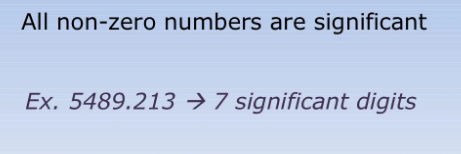 All non-zero numbers are significant
Ex. 5489.213 → 7 significant digits